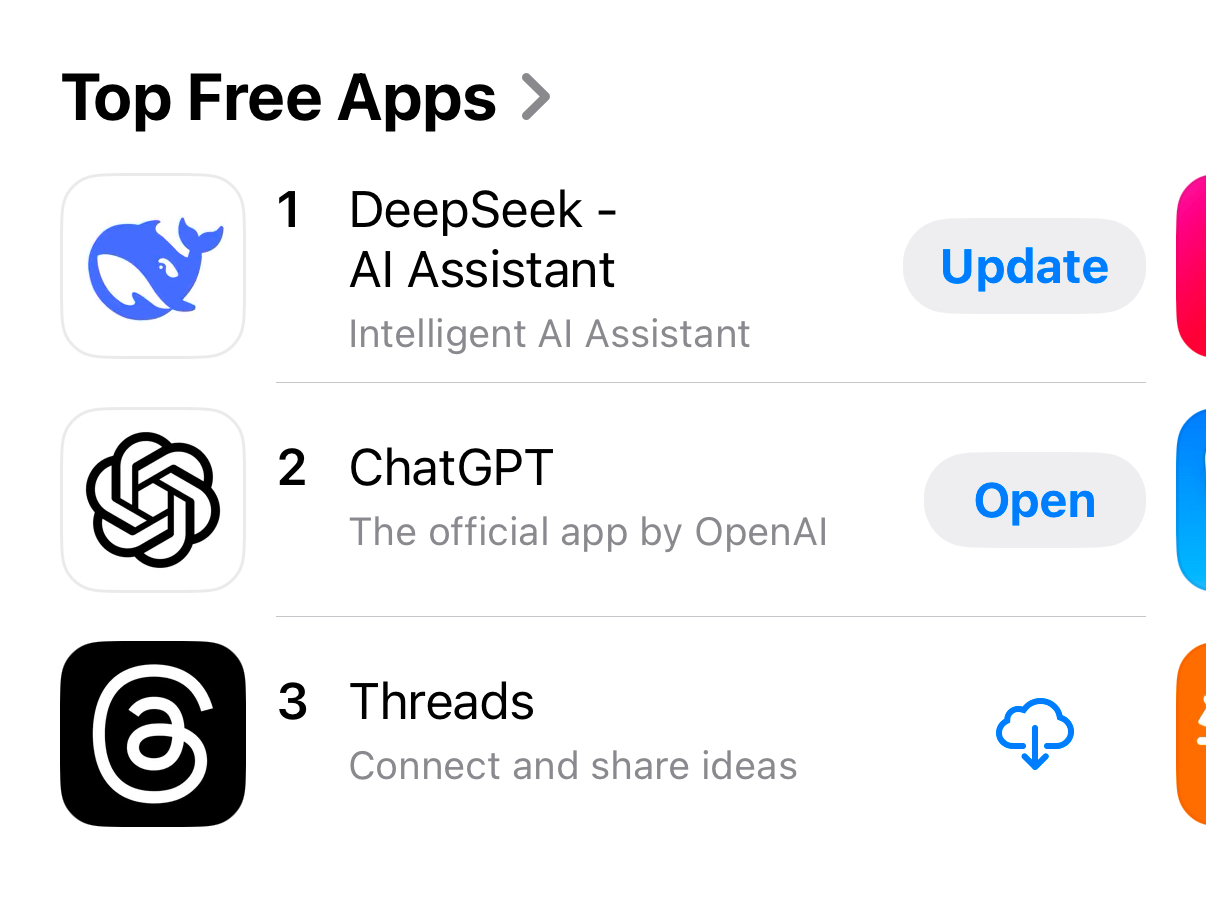 Top Free Apps
1 DeepSeek -
AI Assistant
Intelligent AI Assistant
Update
2 ChatGPT
The official app by OpenAI
Open
3 Threads
Connect and share ideas